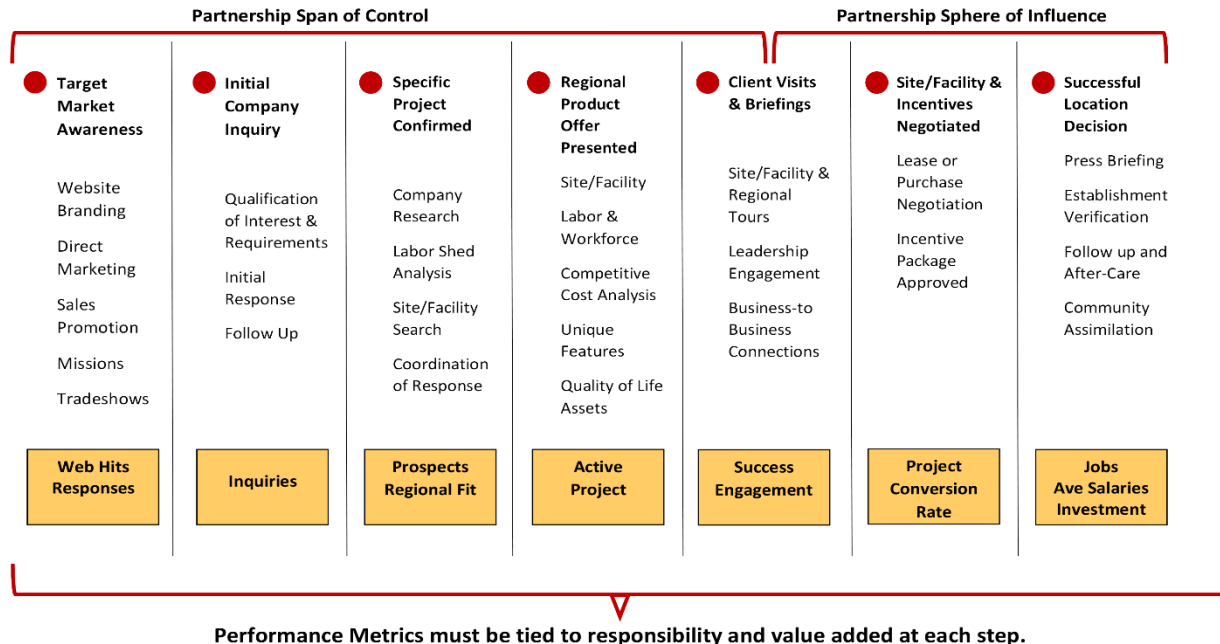 Partnership Span of Control
Partnership Sphere of Influence
Target
Market
Awareness
Website
Branding
Direct
Marketing
Sales
Promotion
Missions
Tradeshows
Web Hits
Responses
Initial
Company
Inquiry
Qualification
of Interest &
Requirements
Initial
Response
Follow Up
Inquiries
Specific
Project
Confirmed
Company
Research
Labor Shed
Analysis
Site/Facility
Search
Coordination
of Response
Prospects
Regional Fit
Regional
Product
Offer
Presented
Site/Facility
Labor &
Workforce
Competitive
Cost Analysis
Unique
Features
Quality of Life
Assets
Active
Project
Client Visits
& Briefings
Site/Facility &
Regional
Tours
Leadership
Engagement
Business-to
Business
Connections
Success
Engagement
Site/Facility &
Incentives
Negotiated
Lease or
Purchase
Negotiation
Incentive
Package
Approved
Project
Conversion
Rate
Successful
Location
Decision
Press Briefing
Establishment
Verification
Follow up and
After-Care
Community
Assimilation
Jobs
Ave Salaries
Investment
Performance Metrics must be tied to responsibility and value added at each step.